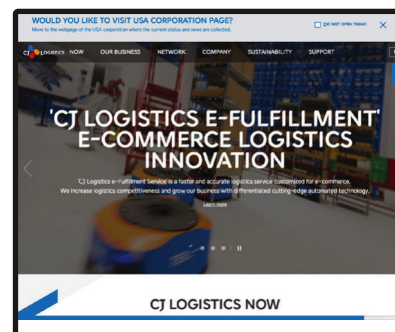 WOULD YOU LIKE TO VISIT USA CORPORATION PAGE?
Move to the webpage of the USA corporation where the current status and news are collected.
DO NOT OPEN TODAY
CJ LOGISTICS NOW OUR BUSINESS NETWORK COMPANY SUSTAINABILITY SUPPORT
'CJ LOGISTICS E-FULFILLMENT'
E-COMMERCE LOGISTICS
INNOVATION
'CJ Logistics e-Fulfillment Service' is a faster and accurate logistics service customized for e-commerce.
We increase logistics competitiveness and grow our business with differentiated cutting-edge automated technology.
Learn more
CJ LOGISTICS NOW